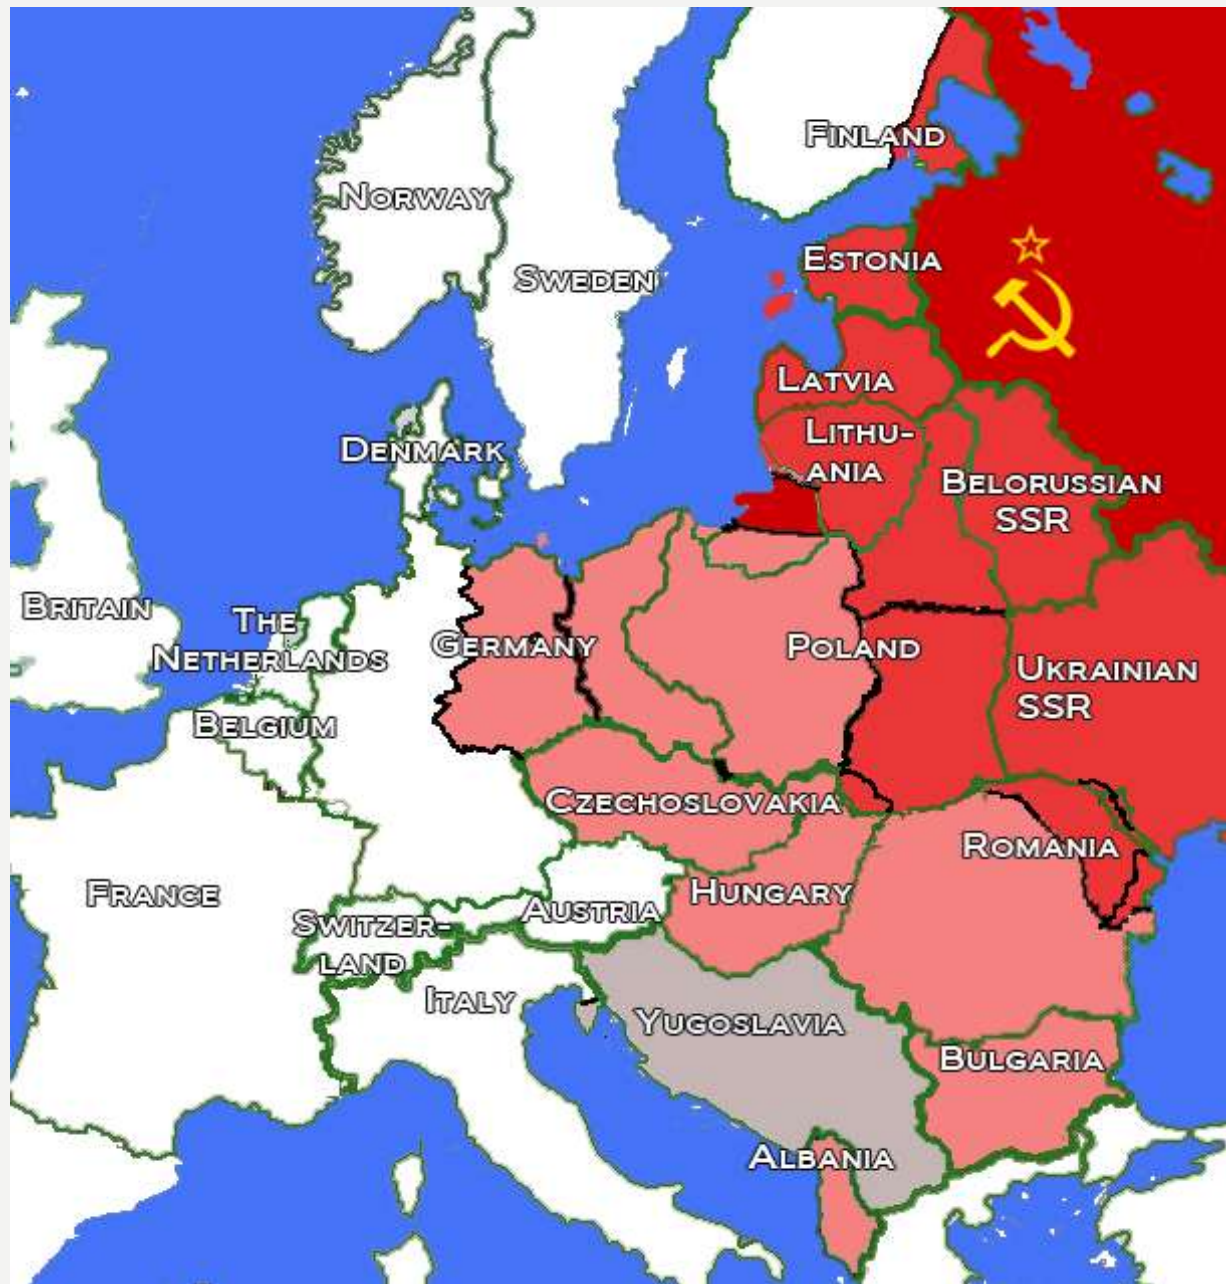 Finland
Norway
Estonia
Sweden
Latvia
Denmark
Lithu-
ania
Belorussian
SSR
Britain
The
Netherlands
Germany
Poland
Ukrainian
SSR
Belgium
Czechoslovakia
Romania
France
Hungary
Austria
Switzer-
land
Italy
Yugoslavia
Bulgaria
Albania